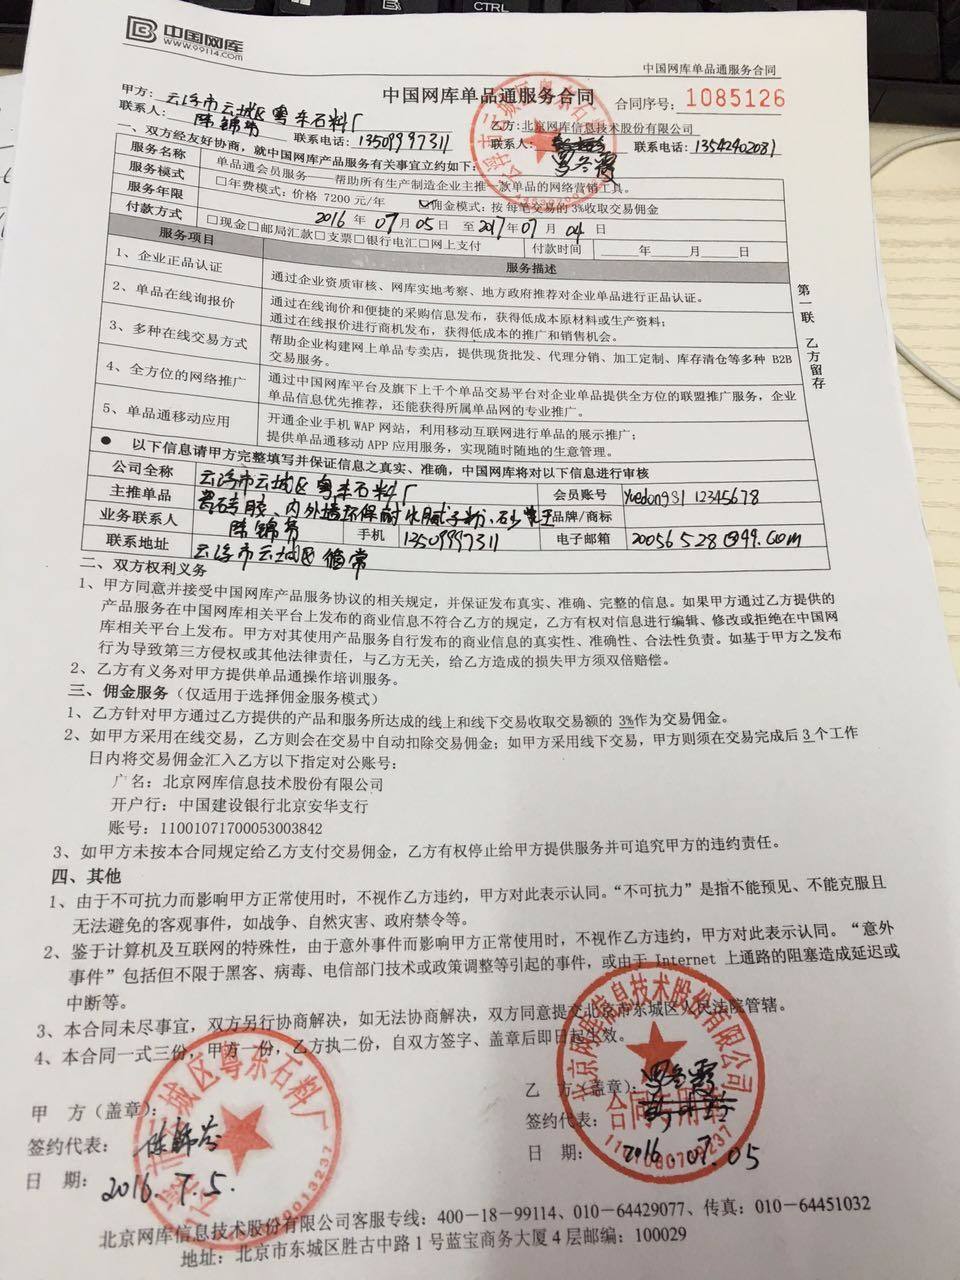 CTRL
中国网库
www.99114.com
中国网库单品通服务合同
中国网库单品通服务合同 合同序号: 1085126
甲方: 云浮市云城区粤东石料厂 乙方:北京网库信息技术股份有限公司
联系人: 陈锦芳 联系电话:13509997311 联系人: 联系电话:13542402081
一、双方经友好协商，就中国网库产品服务有关事宜立约如下:
服务名称 单品通会员服务——帮助所有生产制造企业主推一款单品的网络营销工具。
服务模式 □年费模式: 价格 7200 元/年 ☑佣金模式: 按每笔交易的3%收取交易佣金
服务年限 2016 年 07 月 05 日 至 2017 年 07 月 04 日
付款方式 □现金□邮局汇款□支票□银行电汇□网上支付 付款时间 年 月 日
服务项目 服务描述
1、企业正品认证 通过企业资质审核、网库实地考察、地方政府推荐对企业单品进行正品认证。
2、单品在线询报价 通过在线询价和便捷的采购信息发布，获得低成本原材料或生产资料;
通过在线报价进行商机发布，获得低成本的推广和销售机会。
3、多种在线交易方式 帮助企业构建网上单品专卖店，提供现货批发、代理分销、加工定制、库存清仓等多种 B2B
交易服务。
4、全方位的网络推广 通过中国网库平台及旗下上千个单品交易平台对企业单品提供全方位的联盟推广服务，企业
单品信息优先推荐，还能获得所属单品网的专业推广。
5、单品通移动应用 开通企业手机 WAP 网站，利用移动互联网进行单品的展示推广;
提供单品通移动 APP 应用服务，实现随时随地的生意管理。
第一联 乙方留存
● 以下信息请甲方完整填写并保证信息之真实、准确，中国网库将对以下信息进行审核
公司全称 云浮市云城区粤东石料厂 会员账号 yuedong981 12345678
主推单品 瓷砖胶、内外墙环保耐水腻子粉、砂浆王 品牌/商标
业务联系人 陈锦芳 手机 13509997311 电子邮箱 20056528@99.com
联系地址 云浮市云城区
二、双方权利义务
1、甲方同意并接受中国网库产品服务协议的相关规定，并保证发布真实、准确、完整的信息。如果甲方通过乙方提供的
产品服务在中国网库相关平台上发布的商业信息不符合乙方的规定，乙方有权对信息进行编辑、修改或拒绝在中国网
库相关平台上发布。甲方对其使用产品服务自行发布的商业信息的真实性、准确性、合法性负责。如基于甲方之发布
行为导致第三方侵权或其他法律责任，与乙方无关，给乙方造成的损失甲方须双倍赔偿。
2、乙方有义务对甲方提供单品通操作培训服务。
三、佣金服务（仅适用于选择佣金服务模式）
1、乙方针对甲方通过乙方提供的产品和服务所达成的线上和线下交易收取交易额的 3%作为交易佣金。
2、如甲方采用在线交易，乙方则会在交易中自动扣除交易佣金；如甲方采用线下交易，甲方则须在交易完成后 3 个工作
日内将交易佣金汇入乙方以下指定对公账号:
广名: 北京网库信息技术股份有限公司
开户行: 中国建设银行北京安华支行
账号: 11001071700053003842
3、如甲方未按本合同规定给乙方支付交易佣金，乙方有权停止给甲方提供服务并可追究甲方的违约责任。
四、其他
1、由于不可抗力而影响甲方正常使用时，不视作乙方违约，甲方对此表示认同。“不可抗力”是指不能预见、不能克服且
无法避免的客观事件，如战争、自然灾害、政府禁令等。
2、鉴于计算机及互联网的特殊性，由于意外事件而影响甲方正常使用时，不视作乙方违约，甲方对此表示认同。“意外
事件”包括但不限于黑客、病毒、电信部门技术或政策调整等引起的事件，或由于 Internet 上通路的阻塞造成延迟或
中断等。
3、本合同未尽事宜，双方另行协商解决，如无法协商解决，双方同意提交北京市东城区人民法院管辖。
4、本合同一式三份，甲方一份，乙方执二份，自双方签字、盖章后即日起生效。
甲 方（盖章）: 乙 方（盖章）:
签约代表: 陈锦芳 签约代表:
日 期: 2016.7.5. 日 期: 2016.07.05
北京网库信息技术股份有限公司
合同专用章
北京网库信息技术股份有限公司客服专线: 400-18-99114、010-64429077、传真: 010-64451032
地址: 北京市东城区胜古中路 1 号蓝宝商务大厦 4 层邮编: 100029